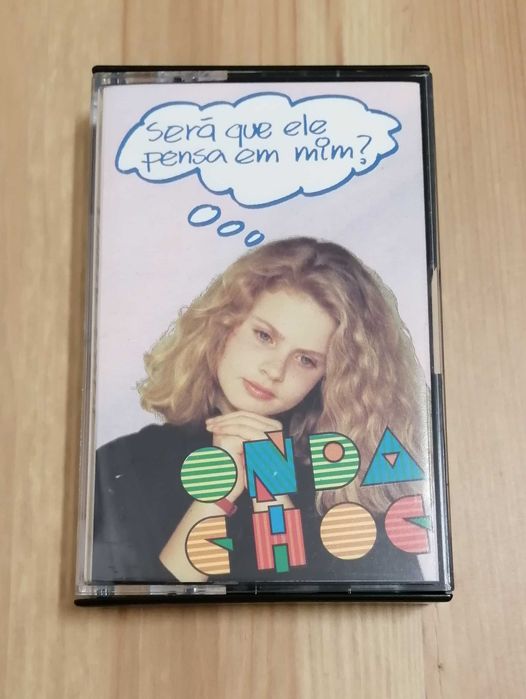 será que ele
pensa em mim?
ONDA
CHOC